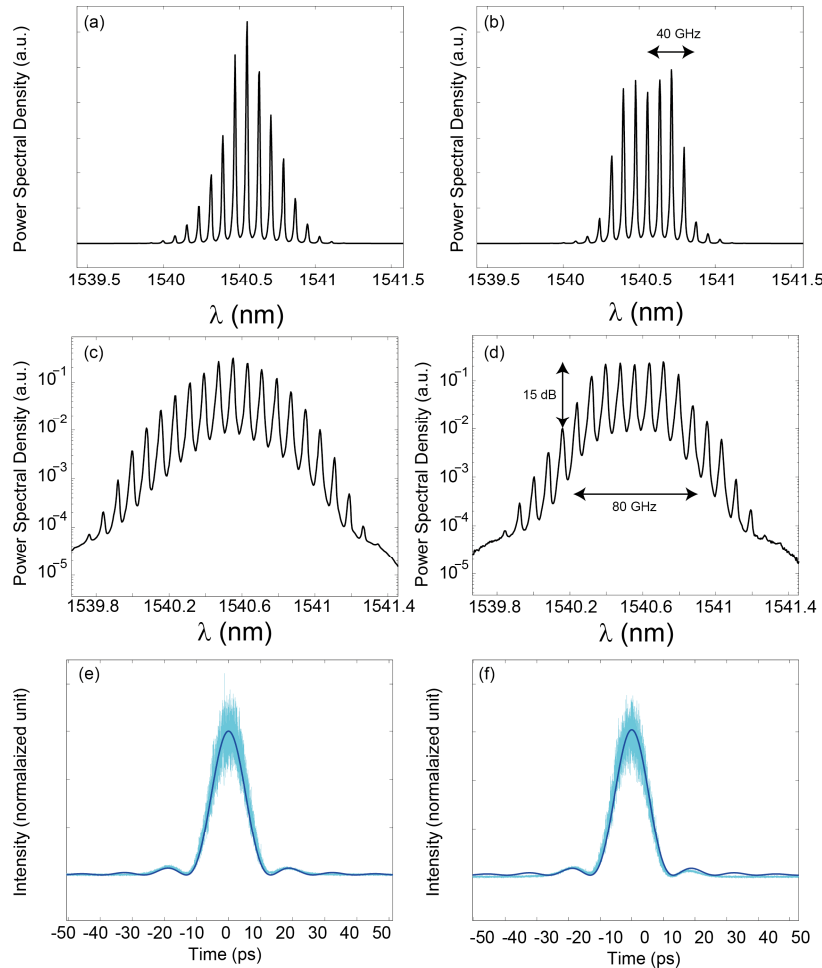 (a)
Power Spectral Density (a.u.)
1539.5 1540 1540.5 1541 1541.5
λ (nm)
(b)
40 GHz
Power Spectral Density (a.u.)
1539.5 1540 1540.5 1541 1541.5
λ (nm)
(c)
Power Spectral Density (a.u.)
10⁻¹
10⁻²
10⁻³
10⁻⁴
10⁻⁵
1539.8 1540.2 1540.6 1541 1541.4
λ (nm)
(d)
15 dB
80 GHz
Power Spectral Density (a.u.)
10⁻¹
10⁻²
10⁻³
10⁻⁴
10⁻⁵
1539.8 1540.2 1540.6 1541 1541.4
λ (nm)
(e)
Intensity (normalaized unit)
-50 -40 -30 -20 -10 0 10 20 30 40 50
Time (ps)
(f)
Intensity (normalaized unit)
-50 -40 -30 -20 -10 0 10 20 30 40 50
Time (ps)